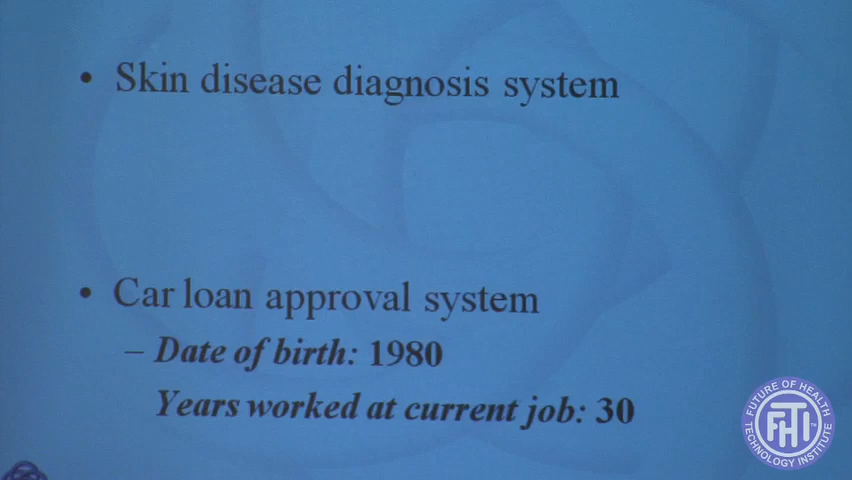 • Skin disease diagnosis system
• Car loan approval system
– Date of birth: 1980
Years worked at current job: 30
FUTURE OF HEALTH
FHTI™
TECHNOLOGY INSTITUTE